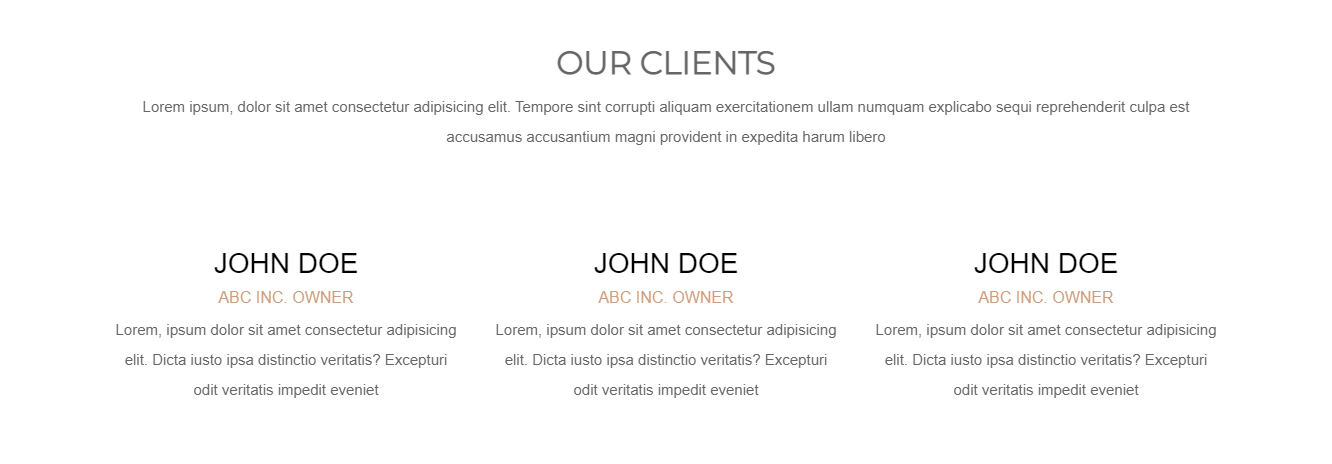 OUR CLIENTS
Lorem ipsum, dolor sit amet consectetur adipisicing elit. Tempore sint corrupti aliquam exercitationem ullam numquam explicabo sequi reprehenderit culpa est
accusamus accusantium magni provident in expedita harum libero
JOHN DOE
ABC INC. OWNER
Lorem, ipsum dolor sit amet consectetur adipisicing
elit. Dicta iusto ipsa distinctio veritatis? Excepturi
odit veritatis impedit eveniet
JOHN DOE
ABC INC. OWNER
Lorem, ipsum dolor sit amet consectetur adipisicing
elit. Dicta iusto ipsa distinctio veritatis? Excepturi
odit veritatis impedit eveniet
JOHN DOE
ABC INC. OWNER
Lorem, ipsum dolor sit amet consectetur adipisicing
elit. Dicta iusto ipsa distinctio veritatis? Excepturi
odit veritatis impedit eveniet